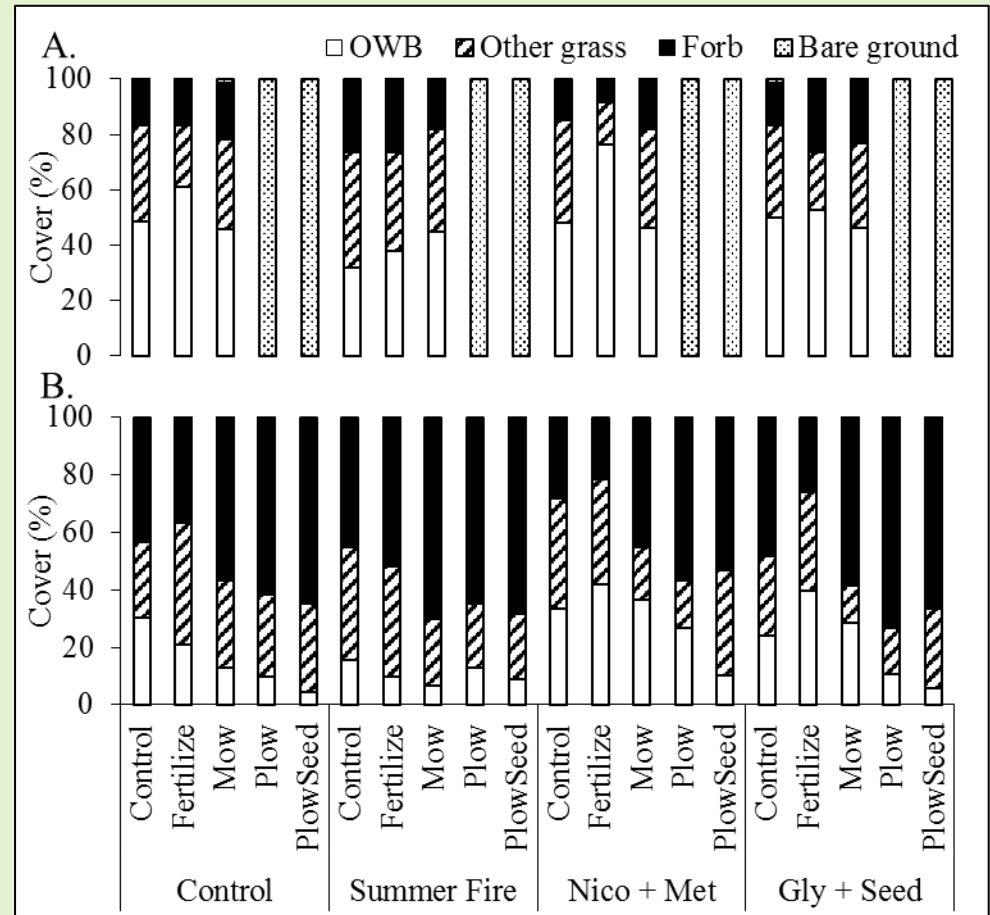 A. OWB Other grass Forb Bare ground
100
80
60
40
20
0
Cover (%)
B.
100
80
60
40
20
0
Cover (%)
Control Fertilize Mow Plow PlowSeed Control Fertilize Mow Plow PlowSeed Control Fertilize Mow Plow PlowSeed Control Fertilize Mow Plow PlowSeed
Control Summer Fire Nico + Met Gly + Seed